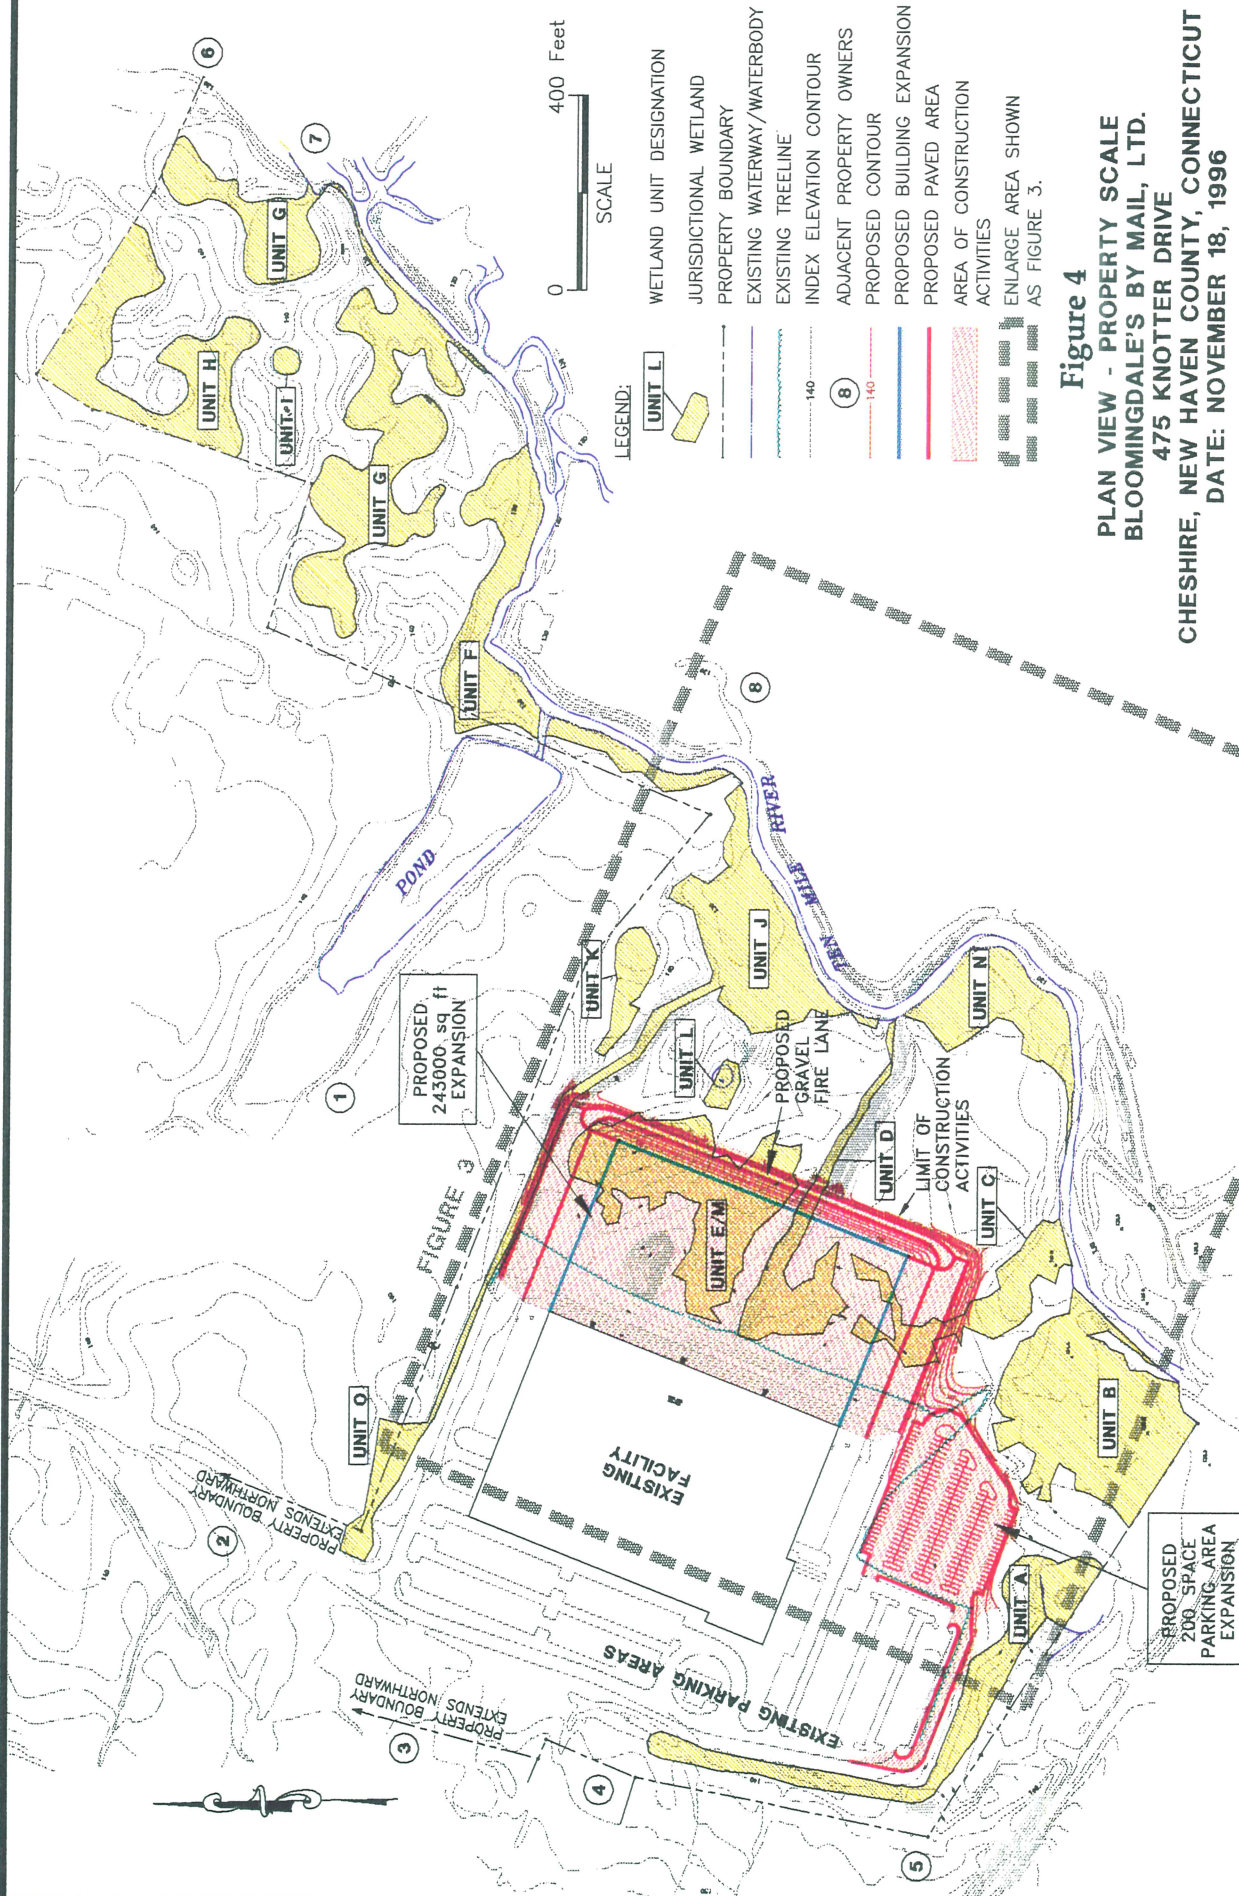 6
7
UNIT G
UNIT H
UNIT I
UNIT G
UNIT F
POND
8
TEN MILE RIVER
UNIT J
UNIT K
UNIT L
UNIT N
PROPOSED
243000 sq ft
EXPANSION
1
FIGURE 3
PROPOSED
GRAVEL
FIRE LANE
UNIT D
LIMIT OF
CONSTRUCTION
ACTIVITIES
UNIT C
UNIT E/M
UNIT B
UNIT O
EXISTING
FACILITY
PROPERTY BOUNDARY
EXTENDS NORTHWARD
2
EXISTING PARKING AREAS
PROPERTY BOUNDARY
EXTENDS NORTHWARD
3
4
5
UNIT A
PROPOSED
200 SPACE
PARKING AREA
EXPANSION
0
400 Feet
SCALE
LEGEND:
UNIT L
WETLAND UNIT DESIGNATION
JURISDICTIONAL WETLAND
PROPERTY BOUNDARY
EXISTING WATERWAY/WATERBODY
EXISTING TREELINE
140
INDEX ELEVATION CONTOUR
8
ADJACENT PROPERTY OWNERS
140
PROPOSED CONTOUR
PROPOSED BUILDING EXPANSION
PROPOSED PAVED AREA
AREA OF CONSTRUCTION
ACTIVITIES
ENLARGE AREA SHOWN
AS FIGURE 3.
Figure 4
PLAN VIEW - PROPERTY SCALE
BLOOMINGDALE'S BY MAIL, LTD.
475 KNOTTER DRIVE
CHESHIRE, NEW HAVEN COUNTY, CONNECTICUT
DATE: NOVEMBER 18, 1996